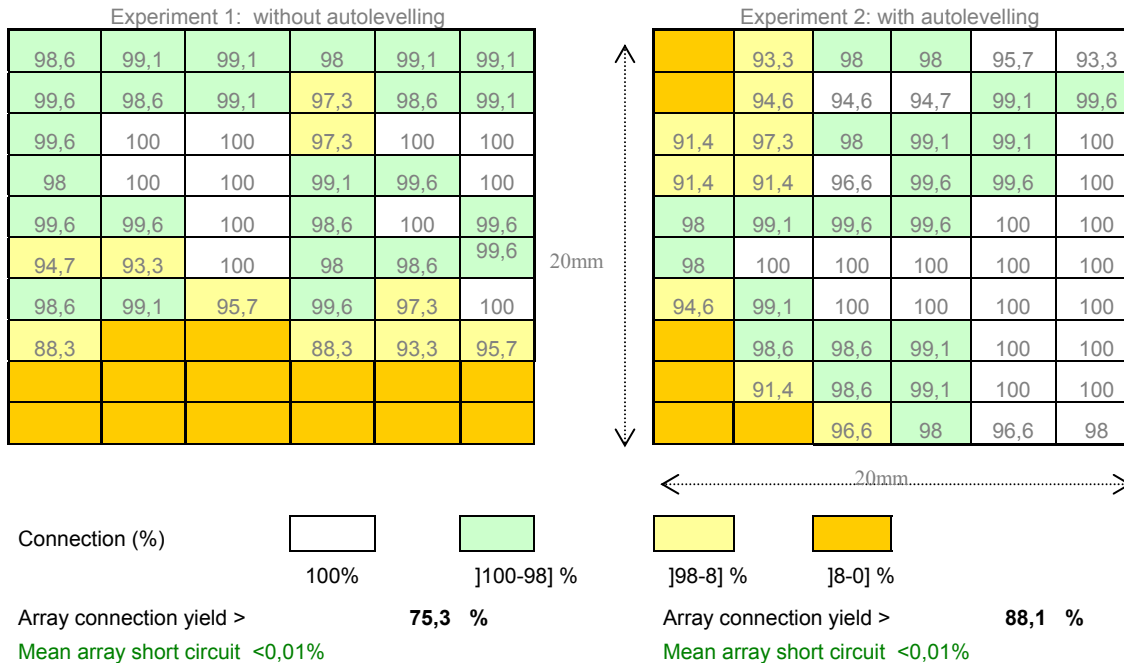 Experiment 1: without autolevelling
98,6 99,1 99,1 98 99,1 99,1
99,6 98,6 99,1 97,3 98,6 99,1
99,6 100 100 97,3 100 100
98 100 100 99,1 99,6 100
99,6 99,6 100 98,6 100 99,6
94,7 93,3 100 98 98,6 99,6
98,6 99,1 95,7 99,6 97,3 100
88,3 88,3 93,3 95,7
20mm
Experiment 2: with autolevelling
93,3 98 98 95,7 93,3
94,6 94,6 94,7 99,1 99,6
91,4 97,3 98 99,1 99,1 100
91,4 91,4 96,6 99,6 99,6 100
98 99,1 99,6 99,6 100 100
98 100 100 100 100 100
94,6 99,1 100 100 100 100
98,6 98,6 99,1 100 100
91,4 98,6 99,1 100 100
96,6 98 96,6 98
20mm
Connection (%)
100% ]100-98] % ]98-8] % ]8-0] %
Array connection yield > 75,3 %
Mean array short circuit <0,01%
Array connection yield > 88,1 %
Mean array short circuit <0,01%